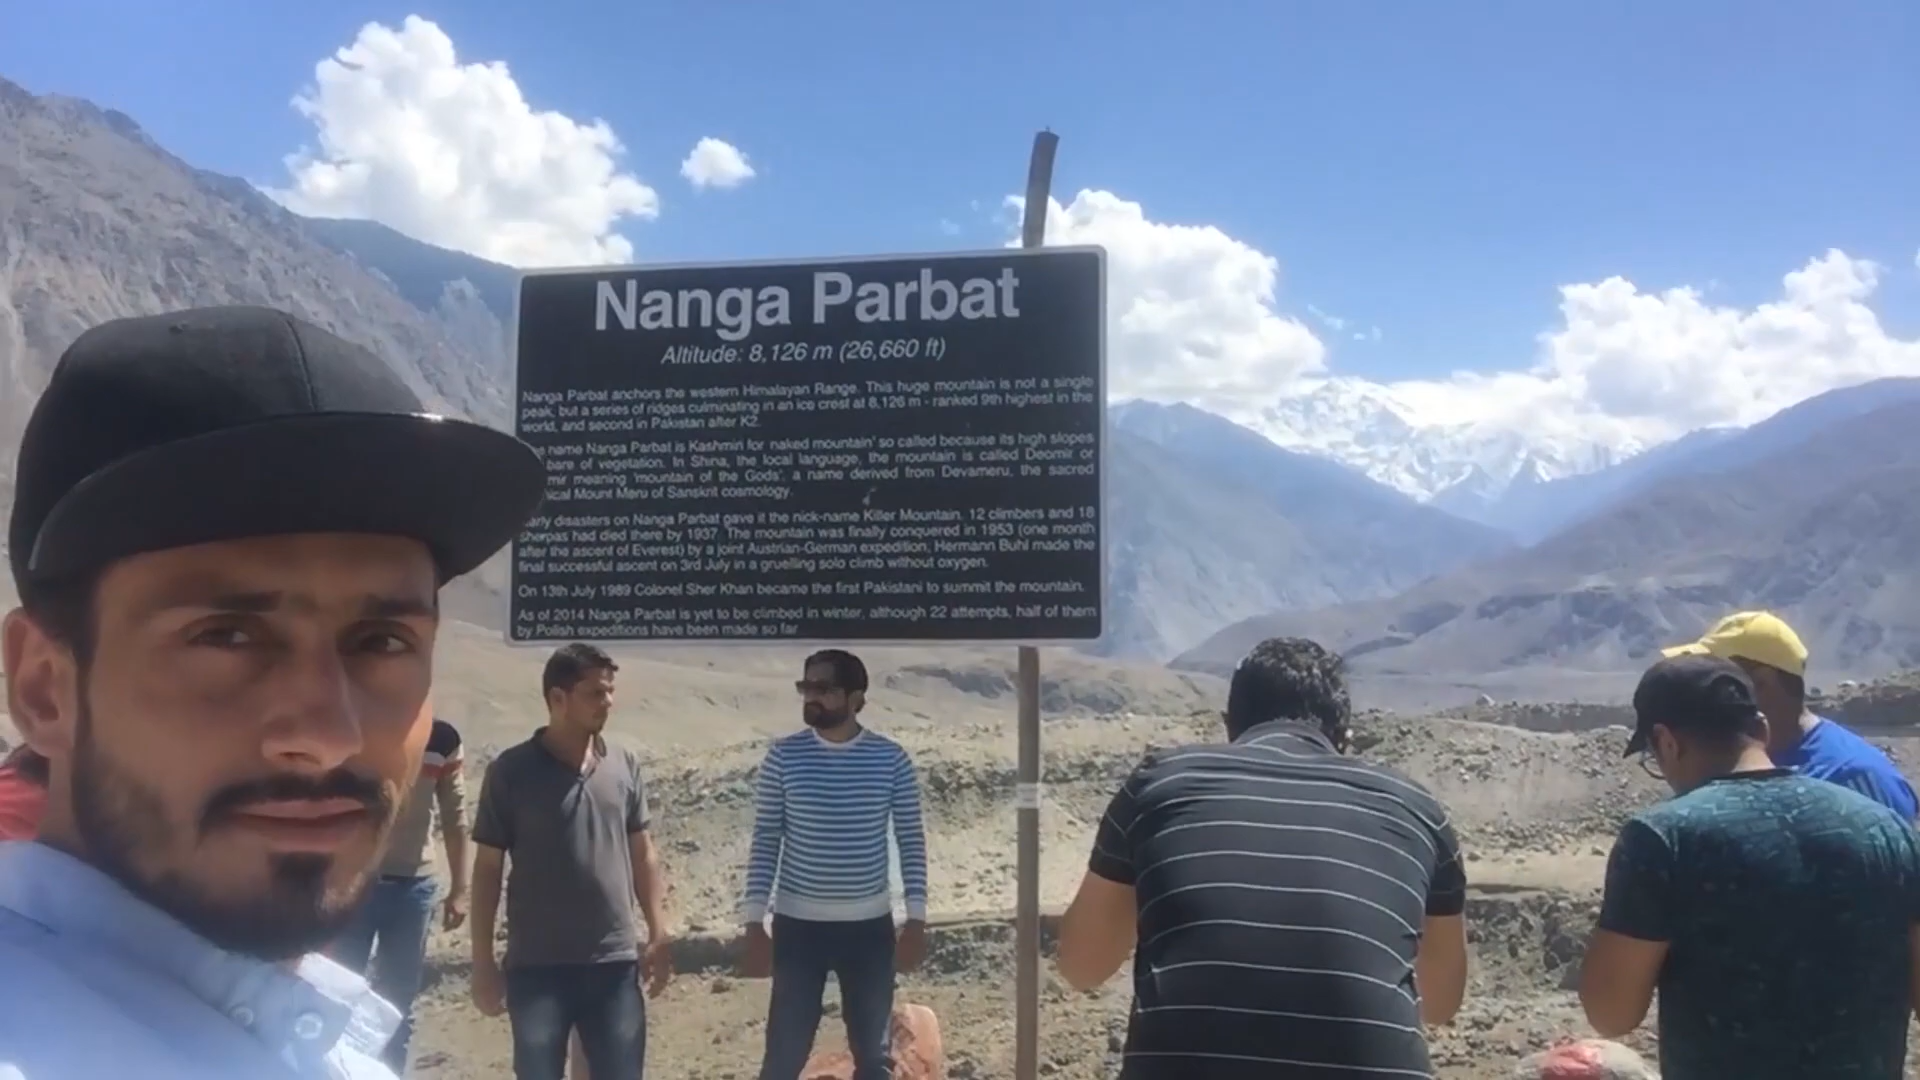 Nanga Parbat
Altitude: 8,126 m (26,660 ft)
Nanga Parbat anchors the western Himalayan Range. This huge mountain is not a single
peak, but a series of ridges culminating in an ice crest at 8,126 m - ranked 9th highest in the
world, and second in Pakistan after K2.
name Nanga Parbat is Kashmiri for 'naked mountain' so called because its high slopes
bare of vegetation. In Shina, the local language, the mountain is called Deomir or
mir meaning 'mountain of the Gods', a name derived from Devameru, the sacred
Mount Meru of Sanskrit cosmology.
arly disasters on Nanga Parbat gave it the nick-name Killer Mountain. 12 climbers and 18
sherpas had died there by 1937. The mountain was finally conquered in 1953 (one month
after the ascent of Everest) by a joint Austrian-German expedition. Hermann Buhl made the
final successful ascent on 3rd July in a gruelling solo climb without oxygen.
On 13th July 1989 Colonel Sher Khan became the first Pakistani to summit the mountain.
As of 2014 Nanga Parbat is yet to be climbed in winter, although 22 attempts, half of them
by Polish expeditions have been made so far